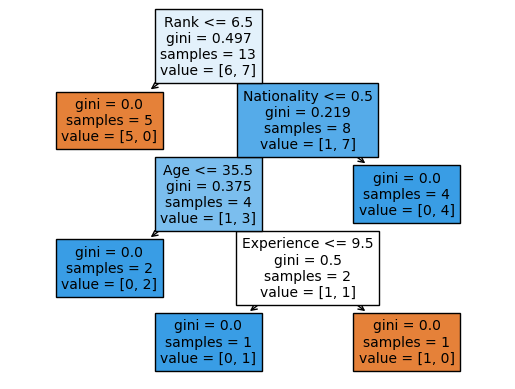 Rank <= 6.5
gini = 0.497
samples = 13
value = [6, 7]
gini = 0.0
samples = 5
value = [5, 0]
Nationality <= 0.5
gini = 0.219
samples = 8
value = [1, 7]
Age <= 35.5
gini = 0.375
samples = 4
value = [1, 3]
gini = 0.0
samples = 4
value = [0, 4]
gini = 0.0
samples = 2
value = [0, 2]
Experience <= 9.5
gini = 0.5
samples = 2
value = [1, 1]
gini = 0.0
samples = 1
value = [0, 1]
gini = 0.0
samples = 1
value = [1, 0]